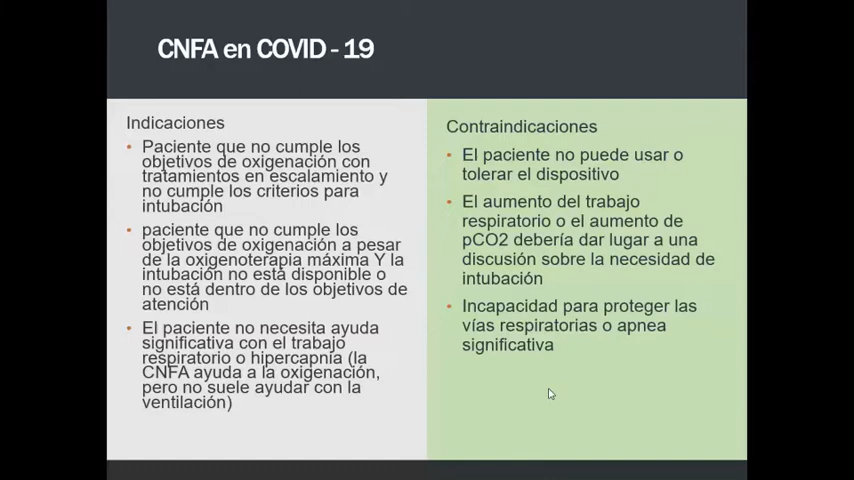 CNFA en COVID - 19
Indicaciones
• Paciente que no cumple los
objetivos de oxigenación con
tratamientos en escalamiento y
no cumple los criterios para
intubación
• paciente que no cumple los
objetivos de oxigenación a pesar
de la oxigenoterapia máxima Y la
intubación no está disponible o
no está dentro de los objetivos de
atención
• El paciente no necesita ayuda
significativa con el trabajo
respiratorio o hipercapnia (la
CNFA ayuda a la oxigenación,
pero no suele ayudar con la
ventilación)
Contraindicaciones
• El paciente no puede usar o
tolerar el dispositivo
• El aumento del trabajo
respiratorio o el aumento de
pCO2 debería dar lugar a una
discusión sobre la necesidad de
intubación
• Incapacidad para proteger las
vías respiratorias o apnea
significativa